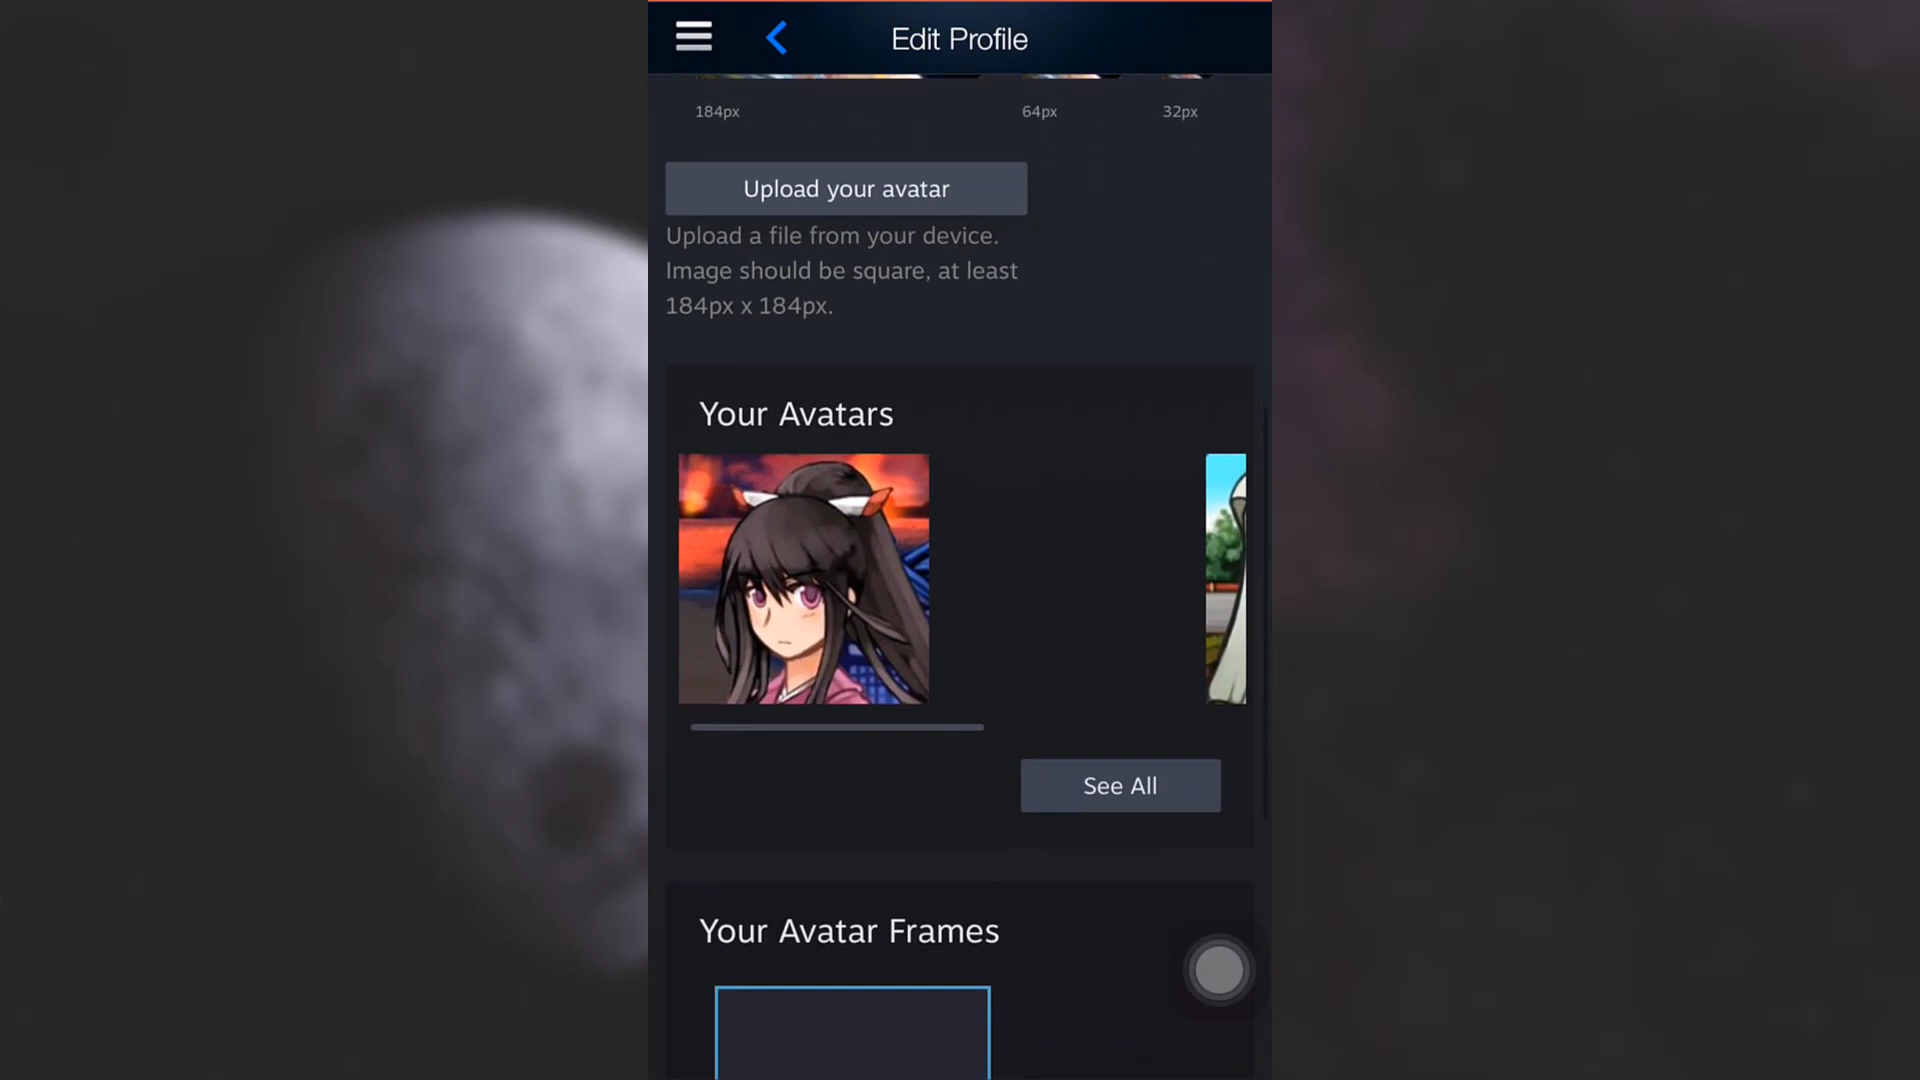 Edit Profile
184px
64px
32px
Upload your avatar
Upload a file from your device.
Image should be square, at least
184px x 184px.
Your Avatars
See All
Your Avatar Frames